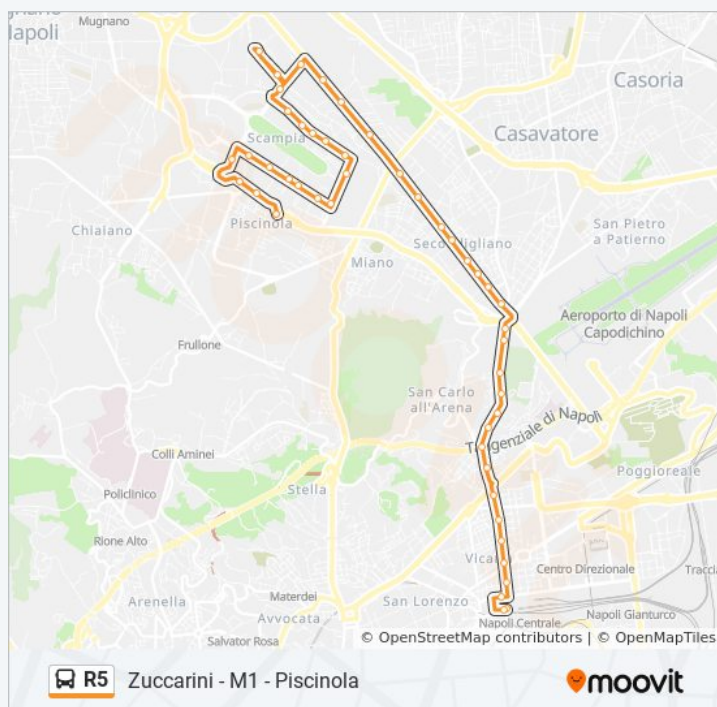 Mugnano
Napoli
Casoria
Casavatore
Scampia
San Pietro
a Patierno
Piscinola
Chiaiano
Secondigliano
Miano
Aeroporto di Napoli
Capodichino
Frullone
San Carlo
all'Arena
Tangenziale di Napoli
Colli Aminei
Poggioreale
Stella
Policlinico
Rione Alto
Centro Direzionale
Materdei
San Lorenzo
Arenella
Avvocata
Napoli Gianturco
Napoli Centrale
Salvator Rosa
© OpenStreetMap contributors | © OpenMapTiles
R5 Zuccarini - M1 - Piscinola
moovit